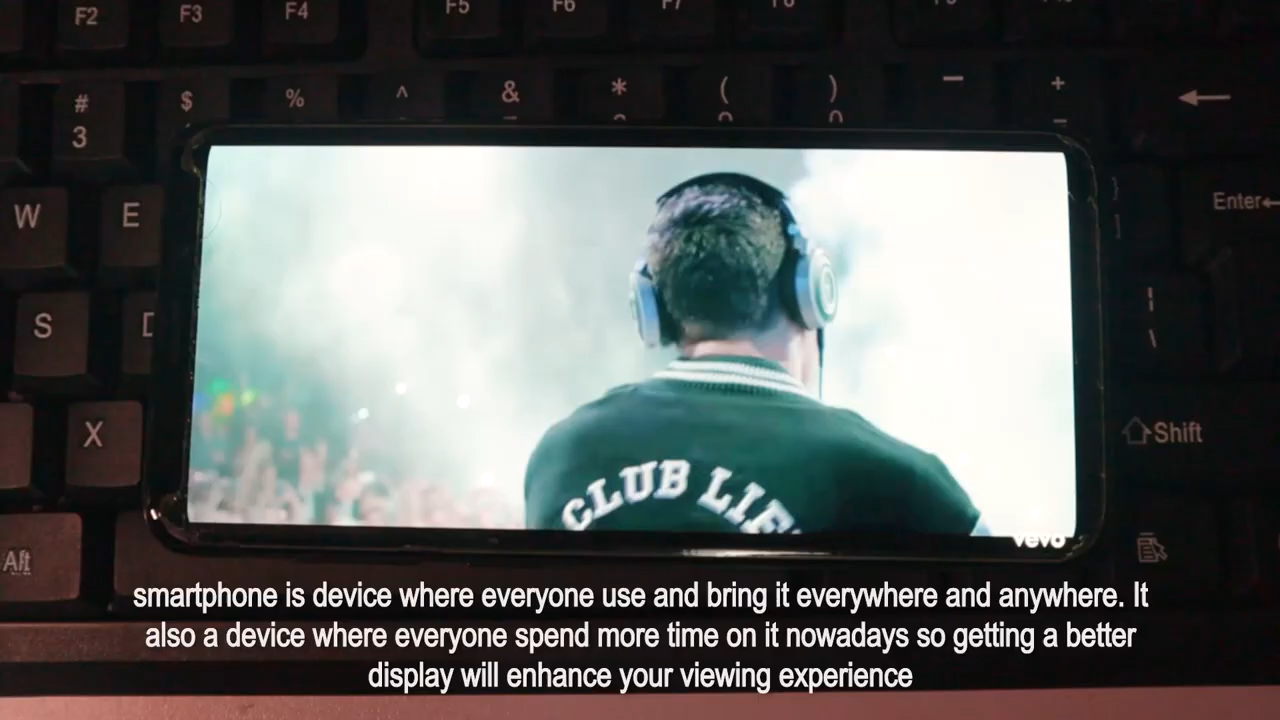 F2 F3 F4 F5 F6 F7
# $ % ^ & * ( ) - +
3
W E Enter
S
CLUB LIF
X Shift
vevo
Alt
smartphone is device where everyone use and bring it everywhere and anywhere. It
also a device where everyone spend more time on it nowadays so getting a better
display will enhance your viewing experience